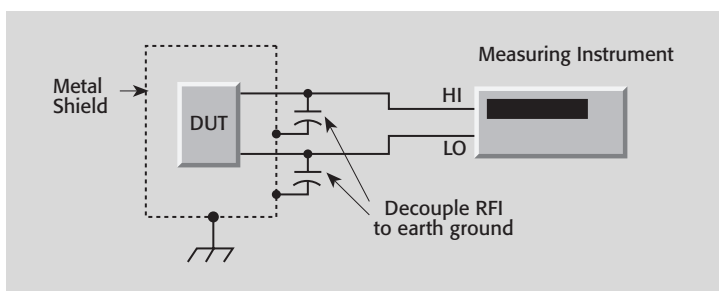 Measuring Instrument
Metal
Shield
DUT
HI
LO
Decouple RFI
to earth ground